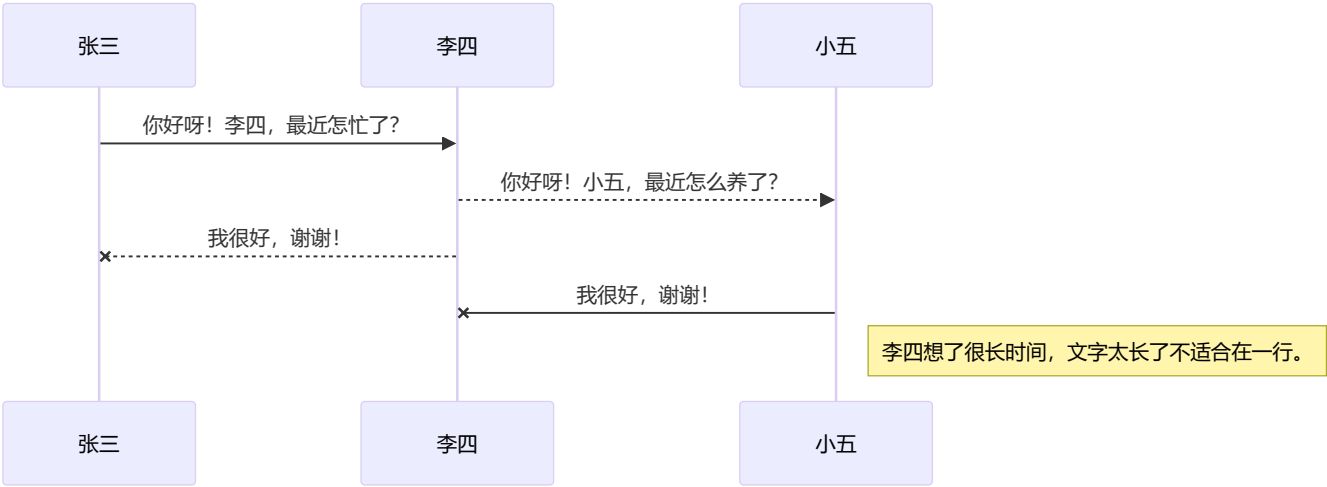 张三
李四
小五
你好呀！李四，最近怎忙了？
你好呀！小五，最近怎么养了？
我很好，谢谢！
我很好，谢谢！
李四想了很长时间，文字太长了不适合在一行。
张三
李四
小五